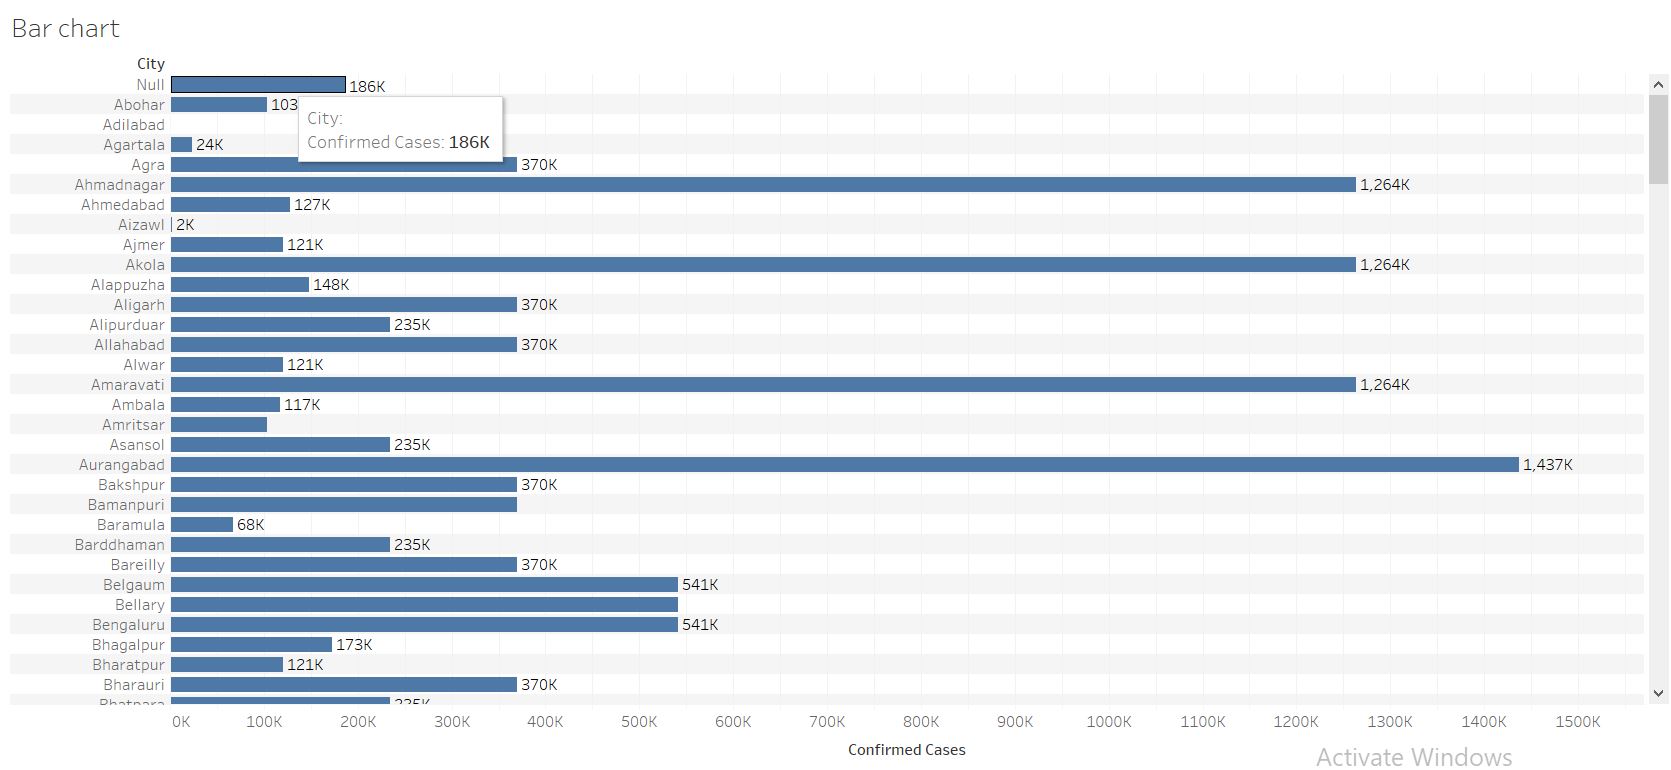 Bar chart
City
Null 186K
Abohar 103
City:
Confirmed Cases: 186K
Adilabad
Agartala 24K
Agra 370K
Ahmadnagar 1,264K
Ahmedabad 127K
Aizawl 2K
Ajmer 121K
Akola 1,264K
Alappuzha 148K
Aligarh 370K
Alipurduar 235K
Allahabad 370K
Alwar 121K
Amaravati 1,264K
Ambala 117K
Amritsar
Asansol 235K
Aurangabad 1,437K
Bakshpur 370K
Bamanpuri
Baramula 68K
Barddhaman 235K
Bareilly 370K
Belgaum 541K
Bellary
Bengaluru 541K
Bhagalpur 173K
Bharatpur 121K
Bharauri 370K
Bhatpara 235K
0K 100K 200K 300K 400K 500K 600K 700K 800K 900K 1000K 1100K 1200K 1300K 1400K 1500K
Confirmed Cases
Activate Windows